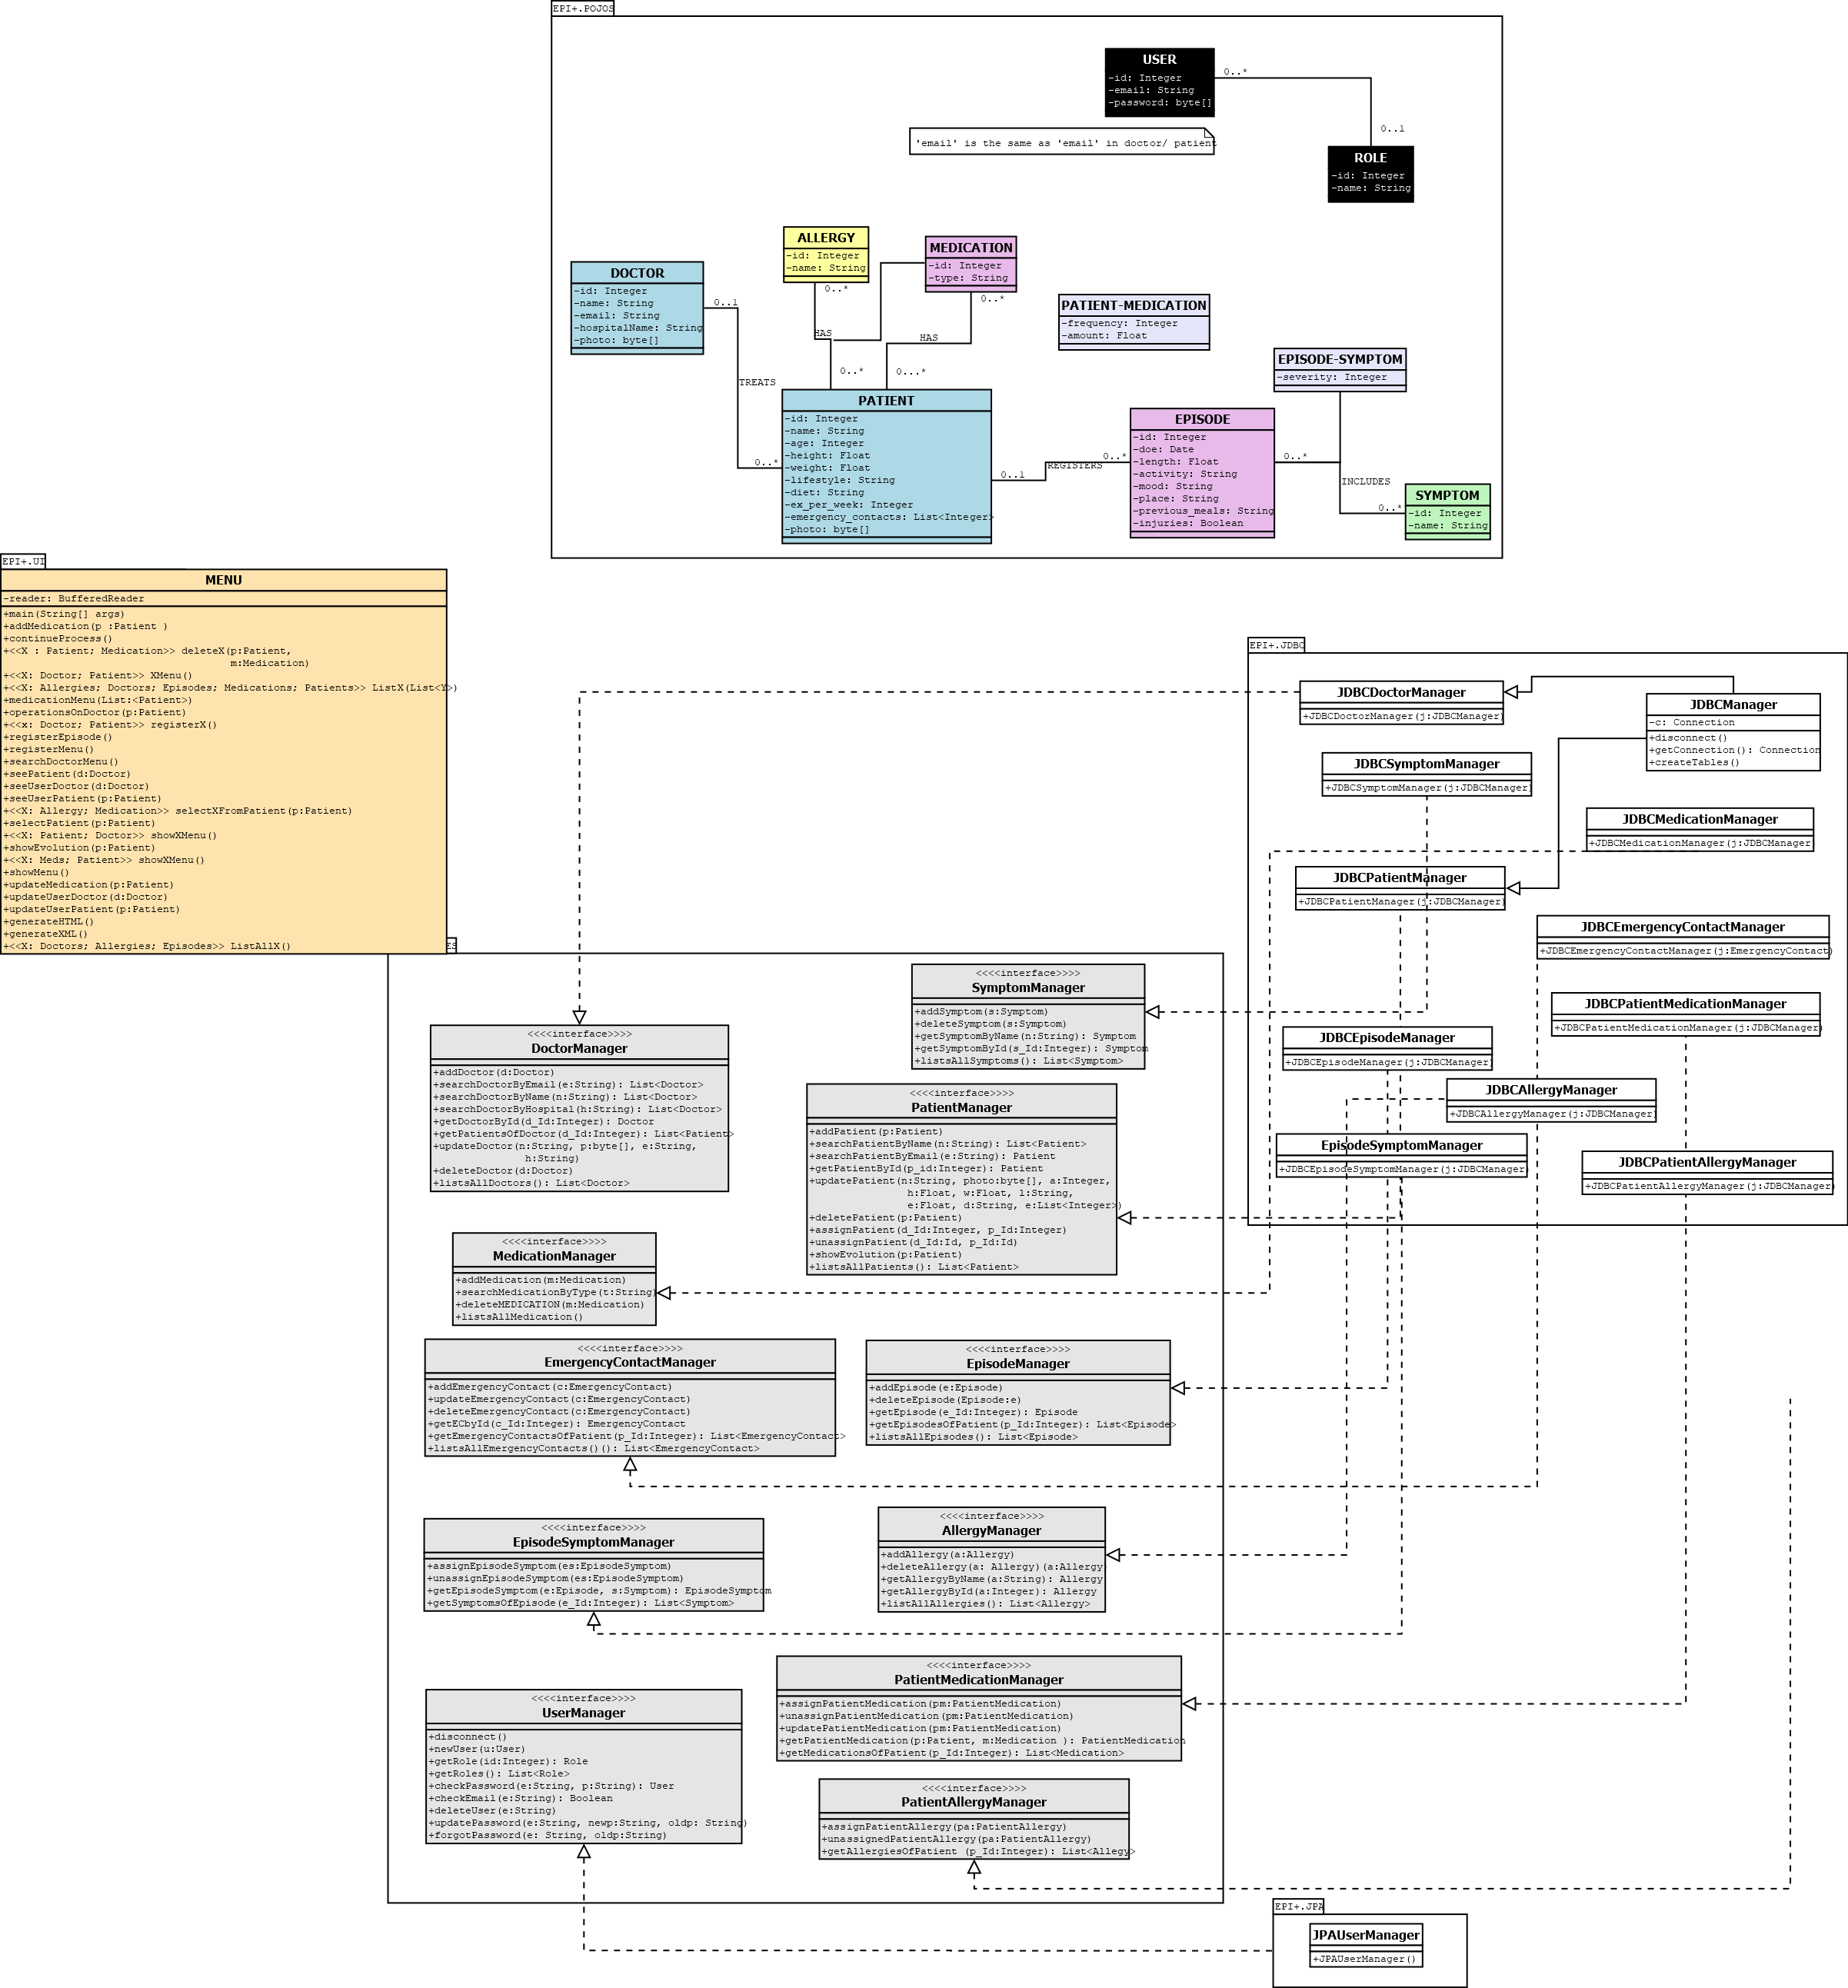 EPI+.POJOS
USER
-id: Integer
-email: String
-password: byte[]
0..*
0..1
'email' is the same as 'email' in doctor/ patient
ROLE
-id: Integer
-name: String
ALLERGY
-id: Integer
-name: String
0..*
MEDICATION
-id: Integer
-type: String
0..*
DOCTOR
-id: Integer
-name: String
-email: String
-hospitalName: String
-photo: byte[]
0..1
PATIENT-MEDICATION
-frequency: Integer
-amount: Float
HAS
HAS
EPISODE-SYMPTOM
-severity: Integer
TREATS
0..*
0...*
0..*
PATIENT
-id: Integer
-name: String
-age: Integer
-height: Float
-weight: Float
-lifestyle: String
-diet: String
-ex_per_week: Integer
-emergency_contacts: List<Integer>
-photo: byte[]
0..1
REGISTERS
0..*
EPISODE
-id: Integer
-doe: Date
-length: Float
-activity: String
-mood: String
-place: String
-previous_meals: String
-injuries: Boolean
0..*
INCLUDES
0..*
SYMPTOM
-id: Integer
-name: String
EPI+.UI
MENU
-reader: BufferedReader
+main(String[] args)
+addMedication(p :Patient )
+continueProcess()
+<<X : Patient; Medication>> deleteX(p:Patient,
m:Medication)
+<<X: Doctor; Patient>> XMenu()
+<<X: Allergies; Doctors; Episodes; Medications; Patients>> ListX(List<Y>)
+medicationMenu(List:<Patient>)
+operationsOnDoctor(p:Patient)
+<<x: Doctor; Patient>> registerX()
+registerEpisode()
+registerMenu()
+searchDoctorMenu()
+seePatient(d:Doctor)
+seeUserDoctor(d:Doctor)
+seeUserPatient(p:Patient)
+<<X: Allergy; Medication>> selectXFromPatient(p:Patient)
+selectPatient(p:Patient)
+<<X: Patient; Doctor>> showXMenu()
+showEvolution(p:Patient)
+<<X: Meds; Patient>> showXMenu()
+showMenu()
+updateMedication(p:Patient)
+updateUserDoctor(d:Doctor)
+updateUserPatient(p:Patient)
+generateHTML()
+generateXML()
+<<X: Doctors; Allergies; Episodes>> ListAllX()
EPI+.JDBC
JDBCDoctorManager
+JDBCDoctorManager(j:JDBCManager)
JDBCManager
-c: Connection
+disconnect()
+getConnection(): Connection
+createTables()
JDBCSymptomManager
+JDBCSymptomManager(j:JDBCManager)
JDBCMedicationManager
+JDBCMedicationManager(j:JDBCManager)
JDBCPatientManager
+JDBCPatientManager(j:JDBCManager)
JDBCEmergencyContactManager
+JDBCEmergencyContactManager(j:EmergencyContact)
JDBCPatientMedicationManager
+JDBCPatientMedicationManager(j:JDBCManager)
JDBCEpisodeManager
+JDBCEpisodeManager(j:JDBCManager)
JDBCAllergyManager
+JDBCAllergyManager(j:JDBCManager)
EpisodeSymptomManager
+JDBCEpisodeSymptomManager(j:JDBCManager)
JDBCPatientAllergyManager
+JDBCPatientAllergyManager(j:JDBCManager)
ES
<<<<interface>>>>
SymptomManager
+addSymptom(s:Symptom)
+deleteSymptom(s:Symptom)
+getSymptomByName(n:String): Symptom
+getSymptomById(s_Id:Integer): Symptom
+listsAllSymptoms(): List<Symptom>
<<<<interface>>>>
DoctorManager
+addDoctor(d:Doctor)
+searchDoctorByEmail(e:String): List<Doctor>
+searchDoctorByName(n:String): List<Doctor>
+searchDoctorByHospital(h:String): List<Doctor>
+getDoctorById(d_Id:Integer): Doctor
+getPatientsOfDoctor(d_Id:Integer): List<Patient>
+updateDoctor(n:String, p:byte[], e:String,
h:String)
+deleteDoctor(d:Doctor)
+listsAllDoctors(): List<Doctor>
<<<<interface>>>>
PatientManager
+addPatient(p:Patient)
+searchPatientByName(n:String): List<Patient>
+searchPatientByEmail(e:String): Patient
+getPatientById(p_id:Integer): Patient
+updatePatient(n:String, photo:byte[], a:Integer,
h:Float, w:Float, l:String,
e:Float, d:String, e:List<Integer>)
+deletePatient(p:Patient)
+assignPatient(d_Id:Integer, p_Id:Integer)
+unassignPatient(d_Id:Id, p_Id:Id)
+showEvolution(p:Patient)
+listsAllPatients(): List<Patient>
<<<<interface>>>>
MedicationManager
+addMedication(m:Medication)
+searchMedicationByType(t:String)
+deleteMEDICATION(m:Medication)
+listsAllMedication()
<<<<interface>>>>
EmergencyContactManager
+addEmergencyContact(c:EmergencyContact)
+updateEmergencyContact(c:EmergencyContact)
+deleteEmergencyContact(c:EmergencyContact)
+getECbyId(c_Id:Integer): EmergencyContact
+getEmergencyContactsOfPatient(p_Id:Integer): List<EmergencyContact>
+listsAllEmergencyContacts()(): List<EmergencyContact>
<<<<interface>>>>
EpisodeManager
+addEpisode(e:Episode)
+deleteEpisode(Episode:e)
+getEpisode(e_Id:Integer): Episode
+getEpisodesOfPatient(p_Id:Integer): List<Episode>
+listsAllEpisodes(): List<Episode>
<<<<interface>>>>
EpisodeSymptomManager
+assignEpisodeSymptom(es:EpisodeSymptom)
+unassignEpisodeSymptom(es:EpisodeSymptom)
+getEpisodeSymptom(e:Episode, s:Symptom): EpisodeSymptom
+getSymptomsOfEpisode(e_Id:Integer): List<Symptom>
<<<<interface>>>>
AllergyManager
+addAllergy(a:Allergy)
+deleteAllergy(a: Allergy)(a:Allergy)
+getAllergyByName(a:String): Allergy
+getAllergyById(a:Integer): Allergy
+listAllAllergies(): List<Allergy>
<<<<interface>>>>
PatientMedicationManager
+assignPatientMedication(pm:PatientMedication)
+unassignPatientMedication(pm:PatientMedication)
+updatePatientMedication(pm:PatientMedication)
+getPatientMedication(p:Patient, m:Medication ): PatientMedication
+getMedicationsOfPatient(p_Id:Integer): List<Medication>
<<<<interface>>>>
UserManager
+disconnect()
+newUser(u:User)
+getRole(id:Integer): Role
+getRoles(): List<Role>
+checkPassword(e:String, p:String): User
+checkEmail(e:String): Boolean
+deleteUser(e:String)
+updatePassword(e:String, newp:String, oldp: String)
+forgotPassword(e: String, oldp:String)
<<<<interface>>>>
PatientAllergyManager
+assignPatientAllergy(pa:PatientAllergy)
+unassignedPatientAllergy(pa:PatientAllergy)
+getAllergiesOfPatient (p_Id:Integer): List<Allegy>
EPI+.JPA
JPAUserManager
+JPAUserManager()